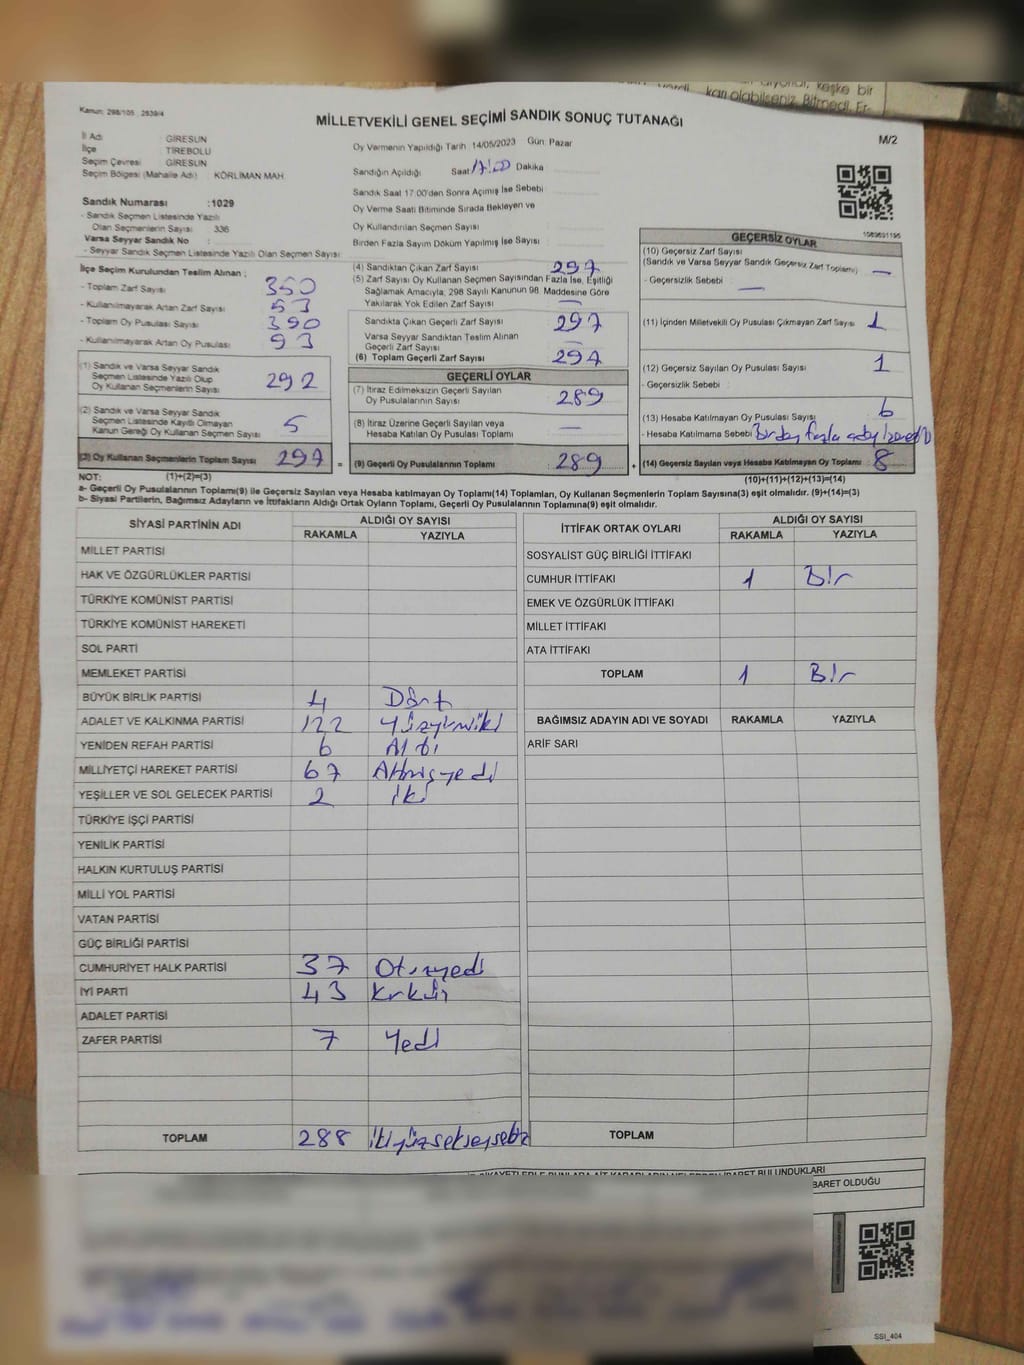 kan olabilseniz. Bitmedi. Er-
Kanun: 298/105 , 2839/4
MİLLETVEKİLİ GENEL SEÇİMİ SANDIK SONUÇ TUTANAĞI
M/2
İl Adı : GİRESUN
İlçe : TİREBOLU
Seçim Çevresi : GİRESUN
Seçim Bölgesi (Mahalle Adı) : KÖRLİMAN MAH.
Sandık Numarası :1029
- Sandık Seçmen Listesinde Yazılı
Olan Seçmenlerin Sayısı : 336
Varsa Seyyar Sandık No :
- Seyyar Sandık Seçmen Listesinde Yazılı Olan Seçmen Sayısı :
Oy Vermenin Yapıldığı Tarih 14/05/2023 Gün: Pazar
Sandığın Açıldığı Saat 17:00 Dakika
Sandık Saat 17:00'den Sonra Açılmış İse Sebebi
Oy Verme Saati Bitiminde Sırada Bekleyen ve
Oy Kullandırılan Seçmen Sayısı
Birden Fazla Sayım Döküm Yapılmış İse Sayısı
İlçe Seçim Kurulundan Teslim Alınan ;
- Toplam Zarf Sayısı 350
- Kullanılmayarak Artan Zarf Sayısı 53
- Toplam Oy Pusulası Sayısı 390
- Kullanılmayarak Artan Oy Pusulası 93
(1) Sandık ve Varsa Seyyar Sandık
Seçmen Listesinde Yazılı Olup
Oy Kullanan Seçmenlerin Sayısı 292
(2) Sandık ve Varsa Seyyar Sandık
Seçmen Listesinde Kayıtlı Olmayan
Kanun Gereği Oy Kullanan Seçmen Sayısı 5
(3) Oy Kullanan Seçmenlerin Toplam Sayısı 297 =
(4) Sandıktan Çıkan Zarf Sayısı 297
(5) Zarf Sayısı Oy Kullanan Seçmen Sayısından Fazla İse, Eşitliği
Sağlamak Amacıyla; 298 Sayılı Kanunun 98. Maddesine Göre
Yakılarak Yok Edilen Zarf Sayısı —
Sandıkta Çıkan Geçerli Zarf Sayısı 297
Varsa Seyyar Sandıktan Teslim Alınan
Geçerli Zarf Sayısı —
(6) Toplam Geçerli Zarf Sayısı 297
GEÇERLİ OYLAR
(7) İtiraz Edilmeksizin Geçerli Sayılan
Oy Pusulalarının Sayısı 289
(8) İtiraz Üzerine Geçerli Sayılan veya
Hesaba Katılan Oy Pusulası Toplamı —
(9) Geçerli Oy Pusulalarının Toplamı 289 +
1589631195
GEÇERSİZ OYLAR
(10) Geçersiz Zarf Sayısı
(Sandık ve Varsa Seyyar Sandık Geçersiz Zarf Toplamı) —
- Geçersizlik Sebebi : —
(11) İçinden Milletvekili Oy Pusulası Çıkmayan Zarf Sayısı 1
(12) Geçersiz Sayılan Oy Pusulası Sayısı 1
- Geçersizlik Sebebi :
(13) Hesaba Katılmayan Oy Pusulası Sayısı 6
- Hesaba Katılmama Sebebi
(14) Geçersiz Sayılan veya Hesaba Katılmayan Oy Toplamı 8
NOT: (1)+(2)=(3) (10)+(11)+(12)+(13)=(14)
a- Geçerli Oy Pusulalarının Toplamı(9) ile Geçersiz Sayılan veya Hesaba katılmayan Oy Toplamı(14) Toplamları, Oy Kullanan Seçmenlerin Toplam Sayısına(3) eşit olmalıdır. (9)+(14)=(3)
b- Siyasi Partilerin, Bağımsız Adayların ve İttifakların Aldığı Ortak Oyların Toplamı, Geçerli Oy Pusulalarının Toplamına(9) eşit olmalıdır.
SİYASİ PARTİNİN ADI ALDIĞI OY SAYISI
RAKAMLA YAZIYLA
MİLLET PARTİSİ
HAK VE ÖZGÜRLÜKLER PARTİSİ
TÜRKİYE KOMÜNİST PARTİSİ
TÜRKİYE KOMÜNİST HAREKETİ
SOL PARTİ
MEMLEKET PARTİSİ
BÜYÜK BİRLİK PARTİSİ 4 Dört
ADALET VE KALKINMA PARTİSİ 122 Yüzyirmiiki
YENİDEN REFAH PARTİSİ 6 Altı
MİLLİYETÇİ HAREKET PARTİSİ 67 Altmışyedi
YEŞİLLER VE SOL GELECEK PARTİSİ 2 iki
TÜRKİYE İŞÇİ PARTİSİ
YENİLİK PARTİSİ
HALKIN KURTULUŞ PARTİSİ
MİLLİ YOL PARTİSİ
VATAN PARTİSİ
GÜÇ BİRLİĞİ PARTİSİ
CUMHURİYET HALK PARTİSİ 37 Otuzyedi
İYİ PARTİ 43 Kırküç
ADALET PARTİSİ
ZAFER PARTİSİ 7 Yedi
TOPLAM 288 ikiyüzseksensekiz
İTTİFAK ORTAK OYLARI ALDIĞI OY SAYISI
RAKAMLA YAZIYLA
SOSYALİST GÜÇ BİRLİĞİ İTTİFAKI
CUMHUR İTTİFAKI 1 Bir
EMEK VE ÖZGÜRLÜK İTTİFAKI
MİLLET İTTİFAKI
ATA İTTİFAKI
TOPLAM 1 Bir
BAĞIMSIZ ADAYIN ADI VE SOYADI RAKAMLA YAZIYLA
ARİF SARI
TOPLAM
BULUNDUKLARI
İBARET OLDUĞU
SSI_404